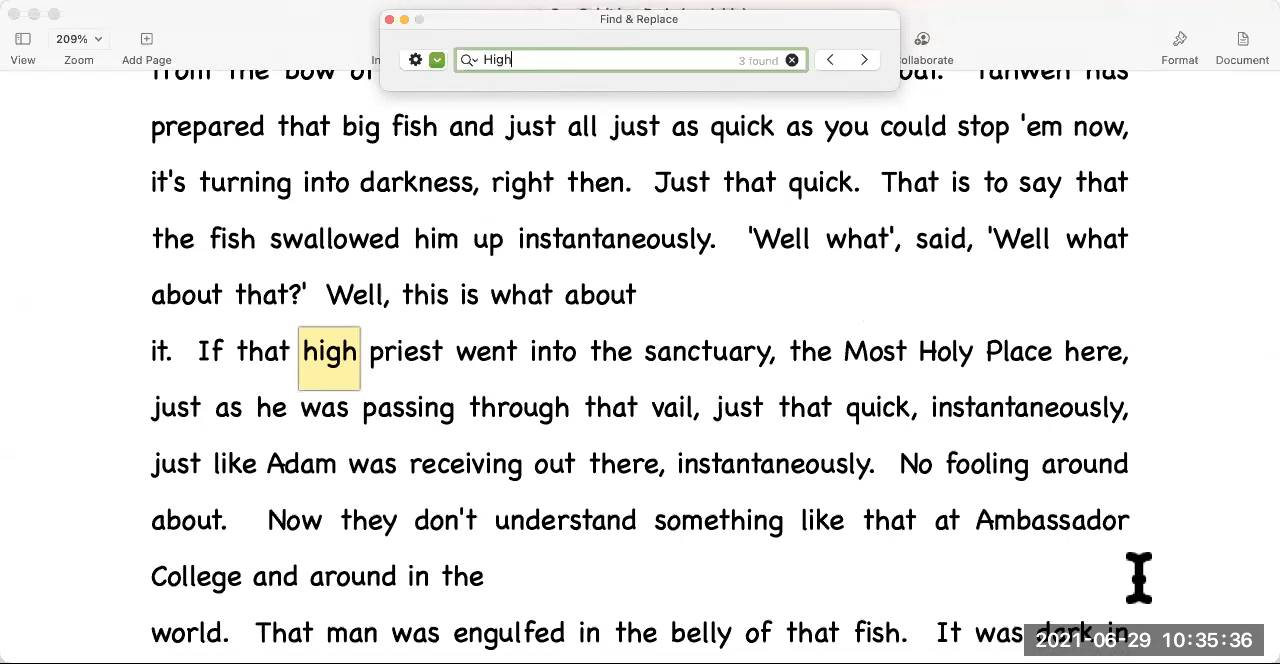 Find & Replace
209%
High
3 found
View
Zoom
Add Page
ollaborate
Format
Document
from the bow of
prepared that big fish and just all just as quick as you could stop 'em now,
it's turning into darkness, right then. Just that quick. That is to say that
the fish swallowed him up instantaneously. 'Well what', said, 'Well what
about that?' Well, this is what about
it. If that high priest went into the sanctuary, the Most Holy Place here,
just as he was passing through that vail, just that quick, instantaneously,
just like Adam was receiving out there, instantaneously. No fooling around
about. Now they don't understand something like that at Ambassador
College and around in the
world. That man was engulfed in the belly of that fish. It was dark in
2021-06-29 10:35:36